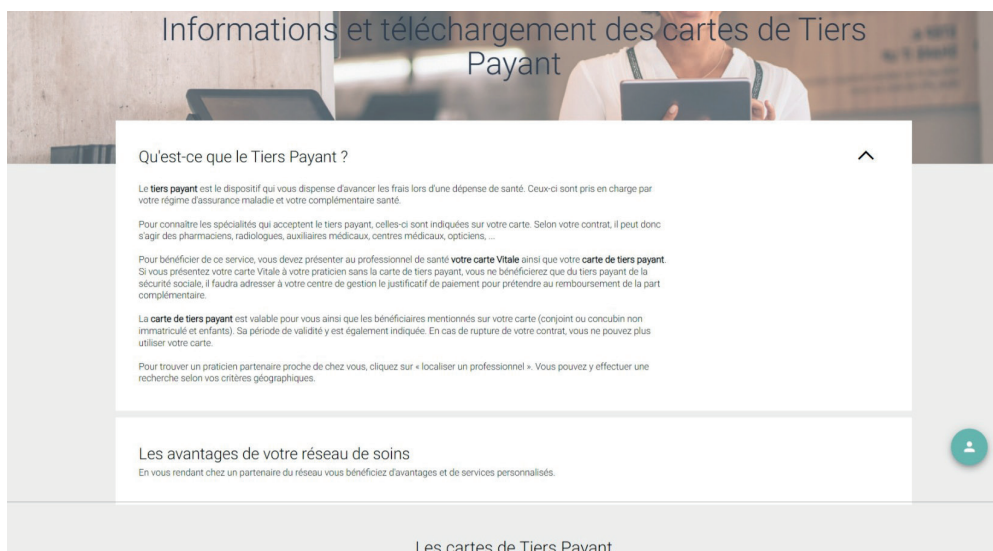 Informations et téléchargement des cartes de Tiers
Payant
Qu'est-ce que le Tiers Payant ?
Le tiers payant est le dispositif qui vous dispense d'avancer les frais lors d'une dépense de santé. Ceux-ci sont pris en charge par
votre régime d'assurance maladie et votre complémentaire santé.
Pour connaître les spécialités qui acceptent le tiers payant, celles-ci sont indiquées sur votre carte. Selon votre contrat, il peut donc
s'agir des pharmaciens, radiologues, auxiliaires médicaux, centres médicaux, opticiens, ...
Pour bénéficier de ce service, vous devez présenter au professionnel de santé votre carte Vitale ainsi que votre carte de tiers payant.
Si vous présentez votre carte Vitale à votre praticien sans la carte de tiers payant, vous ne bénéficierez que du tiers payant de la
sécurité sociale, il faudra adresser à votre centre de gestion le justificatif de paiement pour prétendre au remboursement de la part
complémentaire.
La carte de tiers payant est valable pour vous ainsi que les bénéficiaires mentionnés sur votre carte (conjoint ou concubin non
immatriculé et enfants). Sa période de validité y est également indiquée. En cas de rupture de votre contrat, vous ne pouvez plus
utiliser votre carte.
Pour trouver un praticien partenaire proche de chez vous, cliquez sur « localiser un professionnel ». Vous pouvez y effectuer une
recherche selon vos critères géographiques.
Les avantages de votre réseau de soins
En vous rendant chez un partenaire du réseau vous bénéficiez d'avantages et de services personnalisés.
Les cartes de Tiers Payant